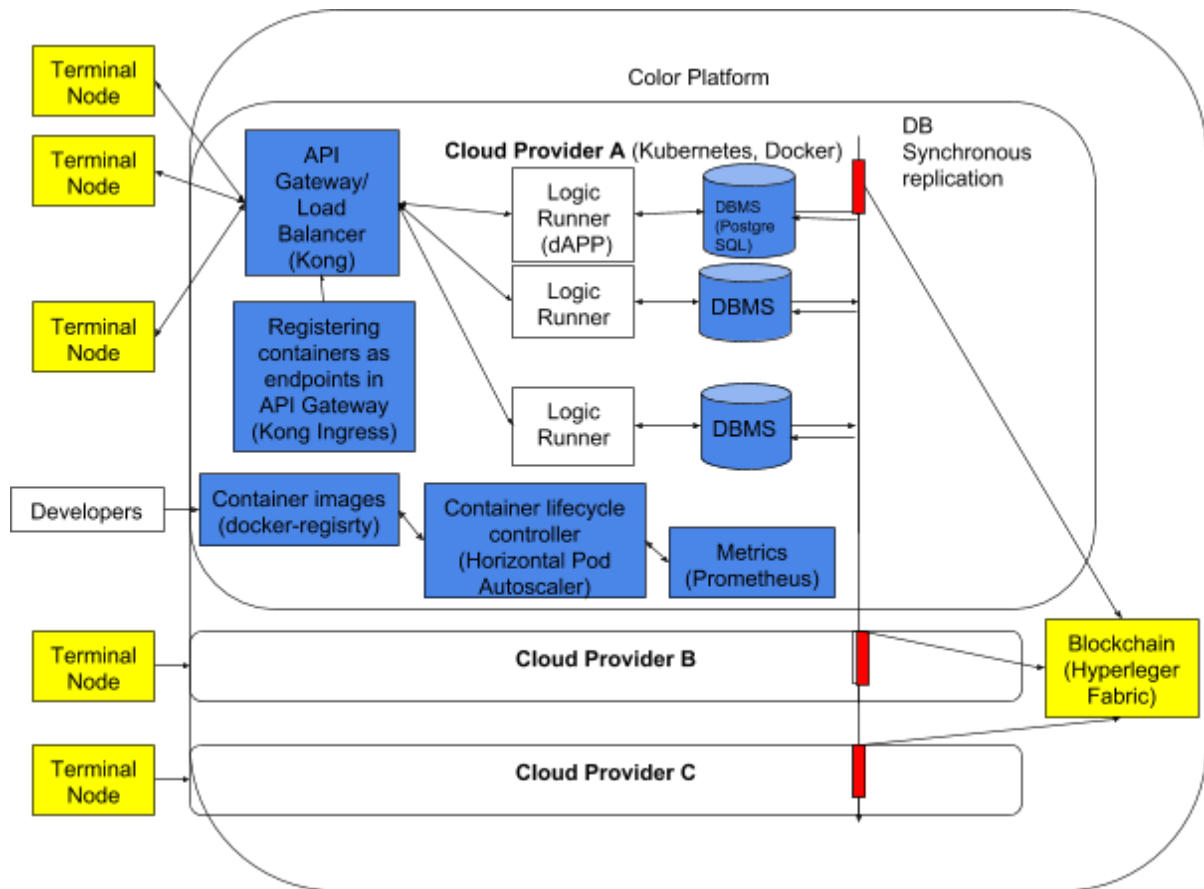 Color Platform
Terminal
Node
Terminal
Node
Terminal
Node
API
Gateway/
Load
Balancer
(Kong)
Cloud Provider A (Kubernetes, Docker)
DB
Synchronous
replication
Logic
Runner
(dAPP)
DBMS
(Postgre
SQL)
Logic
Runner
DBMS
Registering
containers as
endpoints in
API Gateway
(Kong Ingress)
Logic
Runner
DBMS
Developers
Container images
(docker-regisrty)
Container lifecycle
controller
(Horizontal Pod
Autoscaler)
Metrics
(Prometheus)
Terminal
Node
Cloud Provider B
Blockchain
(Hyperleger
Fabric)
Terminal
Node
Cloud Provider C